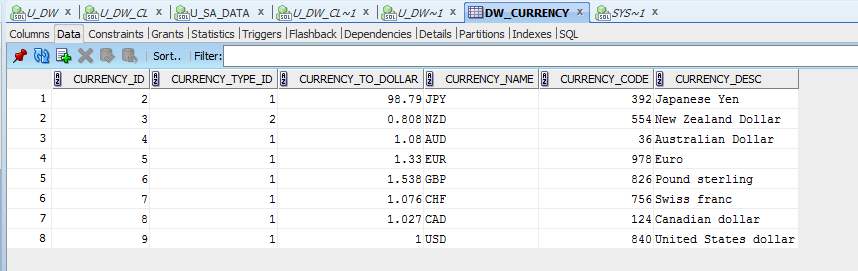 U_DW x U_DW_CL x U_SA_DATA x U_DW_CL~1 x U_DW~1 x DW_CURRENCY x SYS~1 x
Columns Data Constraints Grants Statistics Triggers Flashback Dependencies Details Partitions Indexes SQL
Sort.. Filter:
CURRENCY_ID CURRENCY_TYPE_ID CURRENCY_TO_DOLLAR CURRENCY_NAME CURRENCY_CODE CURRENCY_DESC
1 2 1 98.79 JPY 392 Japanese Yen
2 3 2 0.808 NZD 554 New Zealand Dollar
3 4 1 1.08 AUD 36 Australian Dollar
4 5 1 1.33 EUR 978 Euro
5 6 1 1.538 GBP 826 Pound sterling
6 7 1 1.076 CHF 756 Swiss franc
7 8 1 1.027 CAD 124 Canadian dollar
8 9 1 1 USD 840 United States dollar